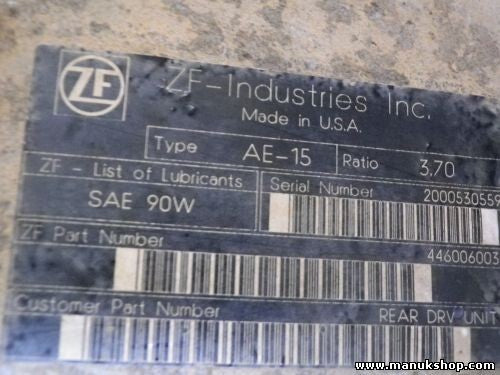 ZF
ZF-Industries Inc.
Made in U.S.A.
Type AE-15 Ratio 3.70
ZF - List of Lubricants
SAE 90W
Serial Number 2000530559
ZF Part Number 446006003
Customer Part Number REAR DRV UNIT
www.manukshop.com